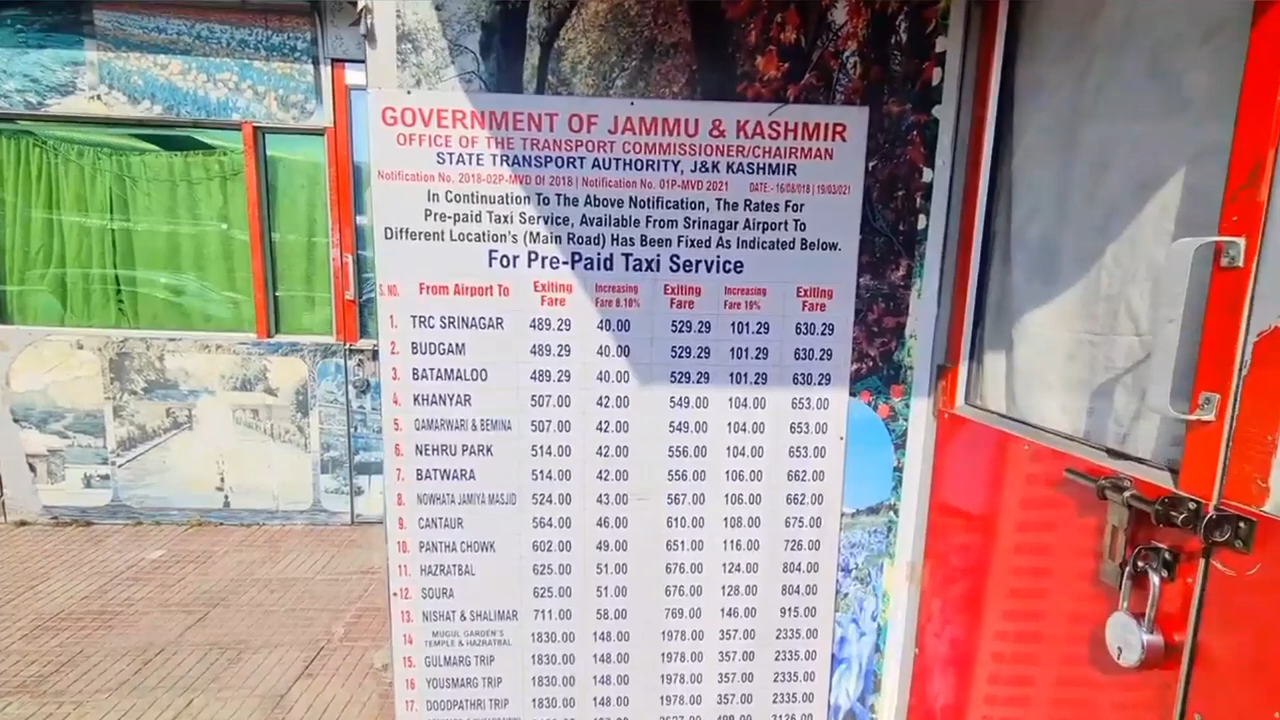 GOVERNMENT OF JAMMU & KASHMIR
OFFICE OF THE TRANSPORT COMMISSIONER/CHAIRMAN
STATE TRANSPORT AUTHORITY, J&K KASHMIR
Notification No. 2018-02P-MVD Of 2018 | Notification No. 01P-MVD 2021 DATE:- 16/08/018 | 19/03/021
In Continuation To The Above Notification, The Rates For
Pre-paid Taxi Service, Available From Srinagar Airport To
Different Location's (Main Road) Has Been Fixed As Indicated Below.
For Pre-Paid Taxi Service
S. NO. From Airport To Exiting Fare Increasing Fare 8.10% Exiting Fare Increasing Fare 19% Exiting Fare
1. TRC SRINAGAR 489.29 40.00 529.29 101.29 630.29
2. BUDGAM 489.29 40.00 529.29 101.29 630.29
3. BATAMALOO 489.29 40.00 529.29 101.29 630.29
4. KHANYAR 507.00 42.00 549.00 104.00 653.00
5. QAMARWARI & BEMINA 507.00 42.00 549.00 104.00 653.00
6. NEHRU PARK 514.00 42.00 556.00 104.00 653.00
7. BATWARA 514.00 42.00 556.00 106.00 662.00
8. NOWHATA JAMIYA MASJID 524.00 43.00 567.00 106.00 662.00
9. CANTAUR 564.00 46.00 610.00 108.00 675.00
10. PANTHA CHOWK 602.00 49.00 651.00 116.00 726.00
11. HAZRATBAL 625.00 51.00 676.00 124.00 804.00
12. SOURA 625.00 51.00 676.00 128.00 804.00
13. NISHAT & SHALIMAR 711.00 58.00 769.00 146.00 915.00
14 MUGUL GARDEN'S TEMPLE & HAZRATBAL 1830.00 148.00 1978.00 357.00 2335.00
15. GULMARG TRIP 1830.00 148.00 1978.00 357.00 2335.00
16 YOUSMARG TRIP 1830.00 148.00 1978.00 357.00 2335.00
17. DOODPATHRI TRIP 1830.00 148.00 1978.00 357.00 2335.00